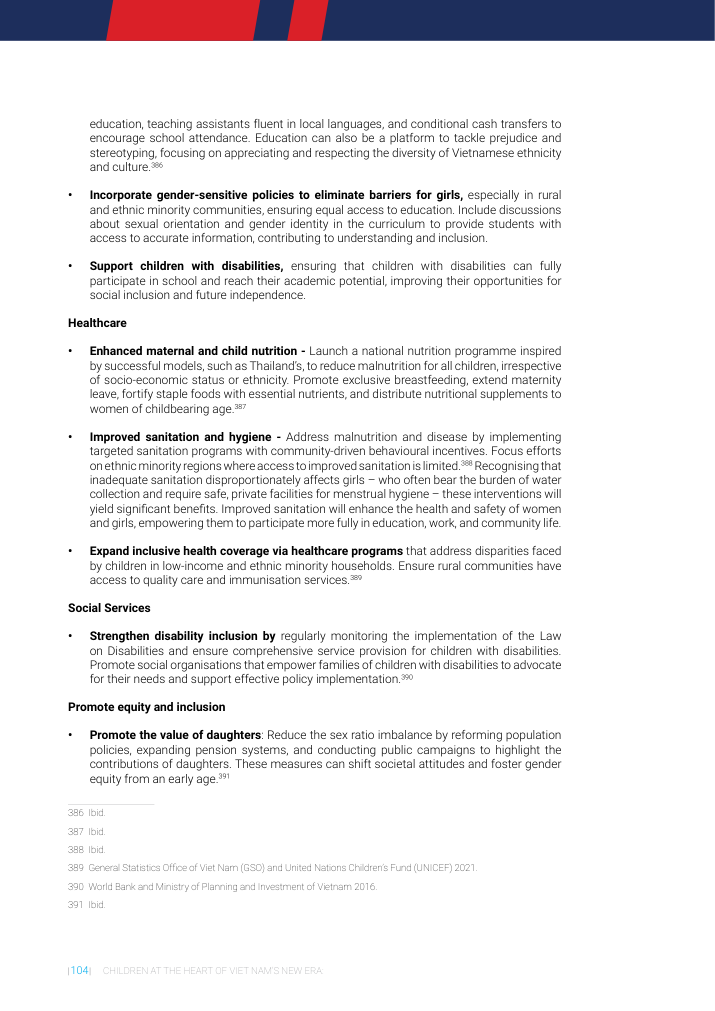 education, teaching assistants fluent in local languages, and conditional cash transfers to
encourage school attendance. Education can also be a platform to tackle prejudice and
stereotyping, focusing on appreciating and respecting the diversity of Vietnamese ethnicity
and culture.386
• Incorporate gender-sensitive policies to eliminate barriers for girls, especially in rural
and ethnic minority communities, ensuring equal access to education. Include discussions
about sexual orientation and gender identity in the curriculum to provide students with
access to accurate information, contributing to understanding and inclusion.
• Support children with disabilities, ensuring that children with disabilities can fully
participate in school and reach their academic potential, improving their opportunities for
social inclusion and future independence.
Healthcare
• Enhanced maternal and child nutrition - Launch a national nutrition programme inspired
by successful models, such as Thailand's, to reduce malnutrition for all children, irrespective
of socio-economic status or ethnicity. Promote exclusive breastfeeding, extend maternity
leave, fortify staple foods with essential nutrients, and distribute nutritional supplements to
women of childbearing age.387
• Improved sanitation and hygiene - Address malnutrition and disease by implementing
targeted sanitation programs with community-driven behavioural incentives. Focus efforts
on ethnic minority regions where access to improved sanitation is limited.388 Recognising that
inadequate sanitation disproportionately affects girls – who often bear the burden of water
collection and require safe, private facilities for menstrual hygiene – these interventions will
yield significant benefits. Improved sanitation will enhance the health and safety of women
and girls, empowering them to participate more fully in education, work, and community life.
• Expand inclusive health coverage via healthcare programs that address disparities faced
by children in low-income and ethnic minority households. Ensure rural communities have
access to quality care and immunisation services.389
Social Services
• Strengthen disability inclusion by regularly monitoring the implementation of the Law
on Disabilities and ensure comprehensive service provision for children with disabilities.
Promote social organisations that empower families of children with disabilities to advocate
for their needs and support effective policy implementation.390
Promote equity and inclusion
• Promote the value of daughters: Reduce the sex ratio imbalance by reforming population
policies, expanding pension systems, and conducting public campaigns to highlight the
contributions of daughters. These measures can shift societal attitudes and foster gender
equity from an early age.391
386 Ibid.
387 Ibid.
388 Ibid.
389 General Statistics Office of Viet Nam (GSO) and United Nations Children's Fund (UNICEF) 2021.
390 World Bank and Ministry of Planning and Investment of Vietnam 2016.
391 Ibid.
|104| CHILDREN AT THE HEART OF VIET NAM'S NEW ERA